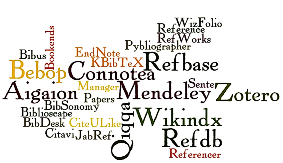 WizFolio
Reference
RefWorks
Pybliographer
Bookends
Bibus
EndNote
KBibTeX
Refbase
Bebop
Connotea
Manager
Senter
Aigaion
Papers
Mendeley
Zotero
BibSonomy
Biblioscape
BibDesk
CiteULike
Qiqqa
Wikindx
Citavi
JabRef
Refdb
Referencer